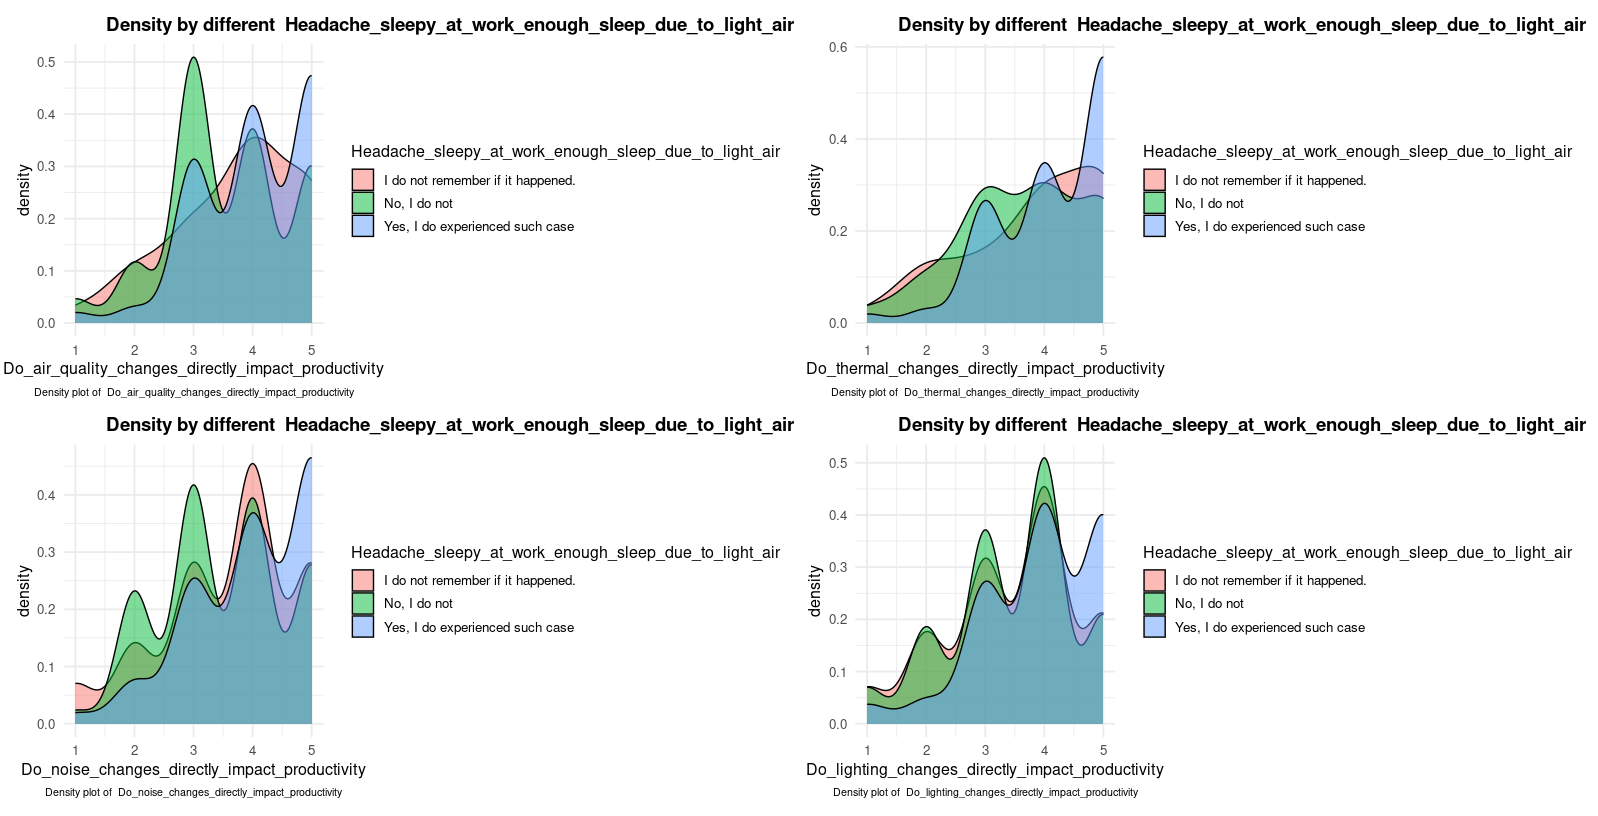 Density by different  Headache_sleepy_at_work_enough_sleep_due_to_light_air
0.5
0.4
0.3
0.2
0.1
0.0
density
1 2 3 4 5
Do_air_quality_changes_directly_impact_productivity
Density plot of  Do_air_quality_changes_directly_impact_productivity
Headache_sleepy_at_work_enough_sleep_due_to_light_air
I do not remember if it happened.
No, I do not
Yes, I do experienced such case
Density by different  Headache_sleepy_at_work_enough_sleep_due_to_light_air
0.6
0.4
0.2
0.0
density
1 2 3 4 5
Do_thermal_changes_directly_impact_productivity
Density plot of  Do_thermal_changes_directly_impact_productivity
Headache_sleepy_at_work_enough_sleep_due_to_light_air
I do not remember if it happened.
No, I do not
Yes, I do experienced such case
Density by different  Headache_sleepy_at_work_enough_sleep_due_to_light_air
0.4
0.3
0.2
0.1
0.0
density
1 2 3 4 5
Do_noise_changes_directly_impact_productivity
Density plot of  Do_noise_changes_directly_impact_productivity
Headache_sleepy_at_work_enough_sleep_due_to_light_air
I do not remember if it happened.
No, I do not
Yes, I do experienced such case
Density by different  Headache_sleepy_at_work_enough_sleep_due_to_light_air
0.5
0.4
0.3
0.2
0.1
0.0
density
1 2 3 4 5
Do_lighting_changes_directly_impact_productivity
Density plot of  Do_lighting_changes_directly_impact_productivity
Headache_sleepy_at_work_enough_sleep_due_to_light_air
I do not remember if it happened.
No, I do not
Yes, I do experienced such case